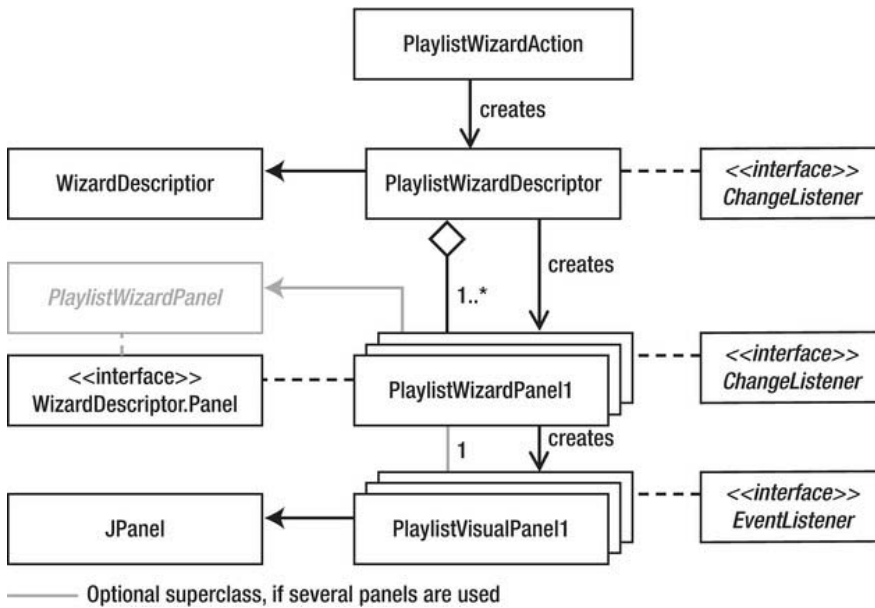 PlaylistWizardAction
creates
WizardDescriptior
PlaylistWizardDescriptor
<<interface>>
ChangeListener
creates
PlaylistWizardPanel
1..*
<<interface>>
WizardDescriptor.Panel
PlaylistWizardPanel1
<<interface>>
ChangeListener
1
creates
JPanel
PlaylistVisualPanel1
<<interface>>
EventListener
Optional superclass, if several panels are used